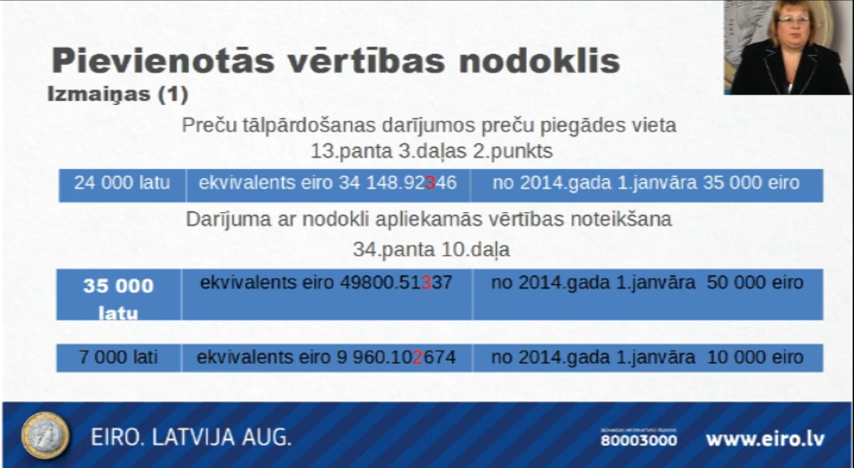 Pievienotās vērtības nodoklis
Izmaiņas (1)
Preču tālpārdošanas darījumos preču piegādes vieta
13.panta 3.daļas 2.punkts
24 000 latu ekvivalents eiro 34 148.92346 no 2014.gada 1.janvāra 35 000 eiro
Darījuma ar nodokli apliekamās vērtības noteikšana
34.panta 10.daļa
35 000 ekvivalents eiro 49800.51337 no 2014.gada 1.janvāra 50 000 eiro
latu
7 000 lati ekvivalents eiro 9 960.102674 no 2014.gada 1.janvāra 10 000 eiro
EIRO. LATVIJA AUG.
80003000
www.eiro.lv